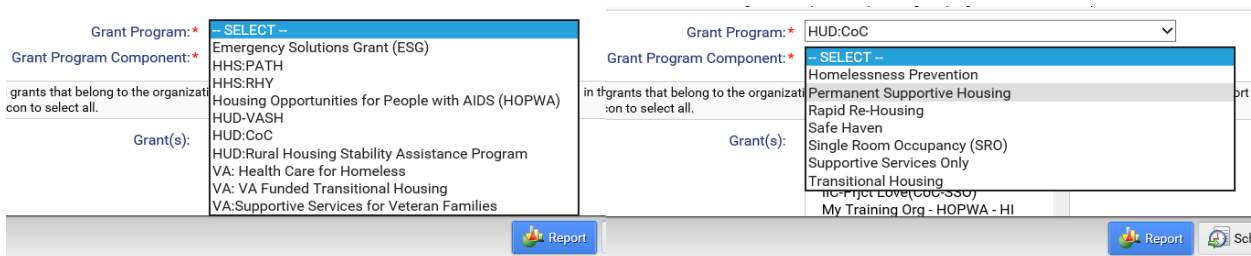 Grant Program:* -- SELECT --
Emergency Solutions Grant (ESG)
Grant Program Component:* HHS:PATH
HHS:RHY
grants that belong to the organizati
Housing Opportunities for People with AIDS (HOPWA)
con to select all.
HUD-VASH
Grant(s): HUD:CoC
HUD:Rural Housing Stability Assistance Program
VA: Health Care for Homeless
VA: VA Funded Transitional Housing
VA:Supportive Services for Veteran Families
Report
Grant Program:* HUD:CoC
Grant Program Component:* -- SELECT --
Homelessness Prevention
in th grants that belong to the organizati
Permanent Supportive Housing
ort
con to select all.
Rapid Re-Housing
Safe Haven
Grant(s): Single Room Occupancy (SRO)
Supportive Services Only
Transitional Housing
My Training Org - HOPWA - HI
Report Sch